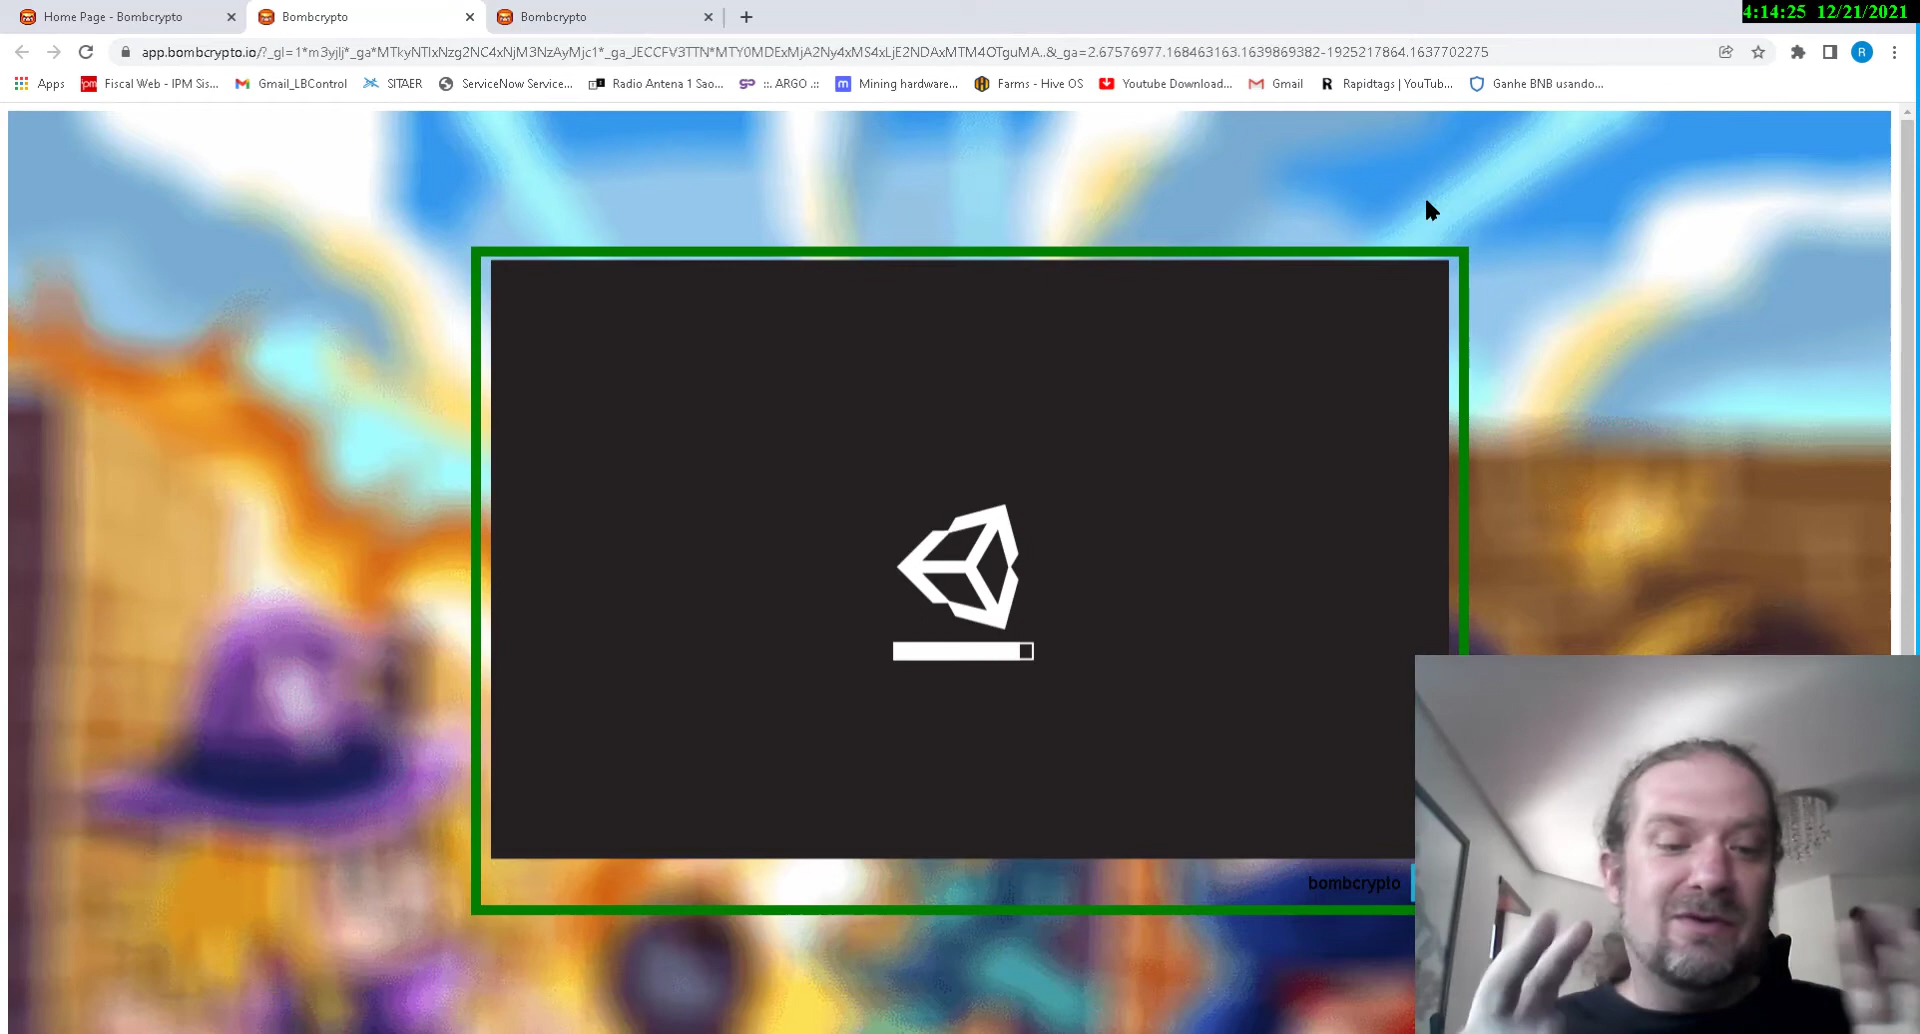 Home Page - Bombcrypto
Bombcrypto
Bombcrypto
4:14:25 12/21/2021
app.bombcrypto.io/?_gl=1*m3yjlj*_ga*MTkyNTIxNzg2NC4xNjM3NzAyMjc1*_ga_JECCFV3TTN*MTY0MDExMjA2Ny4xMS4xLjE2NDAxMTM4OTguMA..&_ga=2.67576977.168463163.1639869382-1925217864.1637702275
R
Apps
ipm
Fiscal Web - IPM Sis...
Gmail_LBControl
SITAER
ServiceNow Service...
Radio Antena 1 Sao...
::. ARGO .::
Mining hardware...
Farms - Hive OS
Youtube Download...
Gmail
Rapidtags | YouTub...
Ganhe BNB usando...
bombcrypto